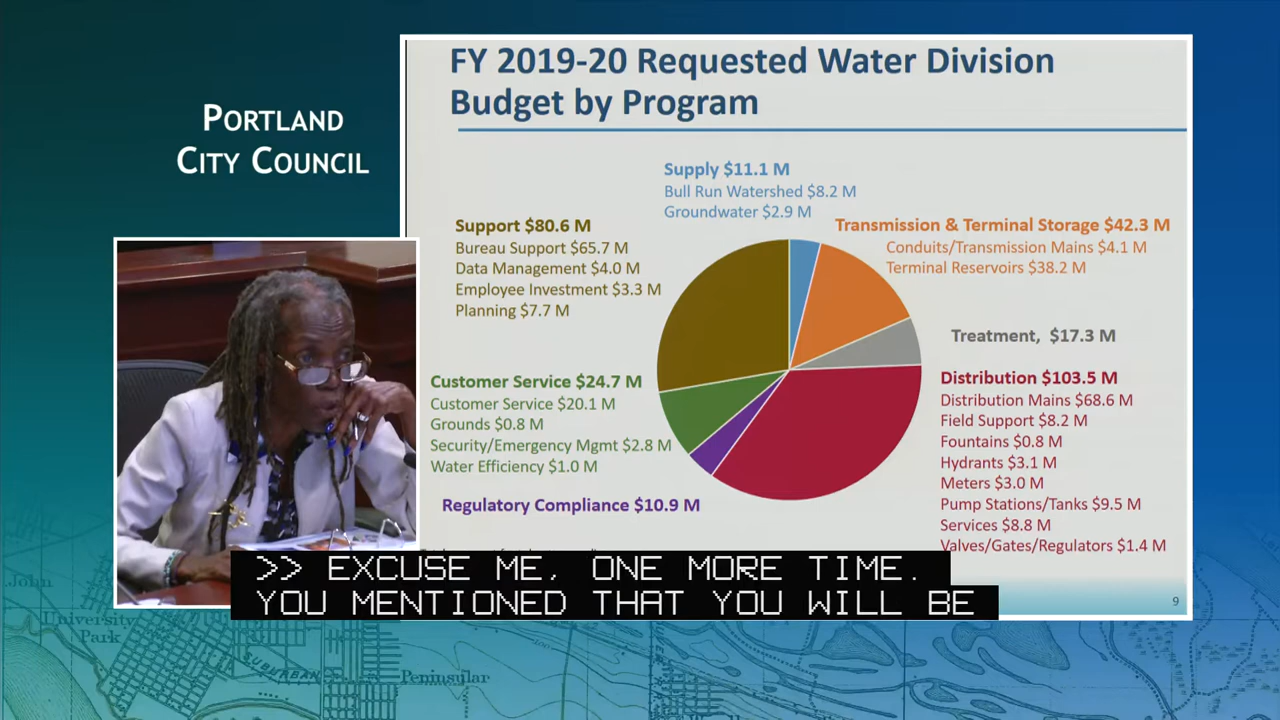 PORTLAND
CITY COUNCIL
FY 2019-20 Requested Water Division
Budget by Program
Supply $11.1 M
Bull Run Watershed $8.2 M
Groundwater $2.9 M
Support $80.6 M
Bureau Support $65.7 M
Data Management $4.0 M
Employee Investment $3.3 M
Planning $7.7 M
Transmission & Terminal Storage $42.3 M
Conduits/Transmission Mains $4.1 M
Terminal Reservoirs $38.2 M
Treatment, $17.3 M
Customer Service $24.7 M
Customer Service $20.1 M
Grounds $0.8 M
Security/Emergency Mgmt $2.8 M
Water Efficiency $1.0 M
Distribution $103.5 M
Distribution Mains $68.6 M
Field Support $8.2 M
Fountains $0.8 M
Hydrants $3.1 M
Meters $3.0 M
Pump Stations/Tanks $9.5 M
Services $8.8 M
Valves/Gates/Regulators $1.4 M
Regulatory Compliance $10.9 M
>> EXCUSE ME, ONE MORE TIME.
YOU MENTIONED THAT YOU WILL BE
9
John
University
Park
SUBURBAN
Peninsular